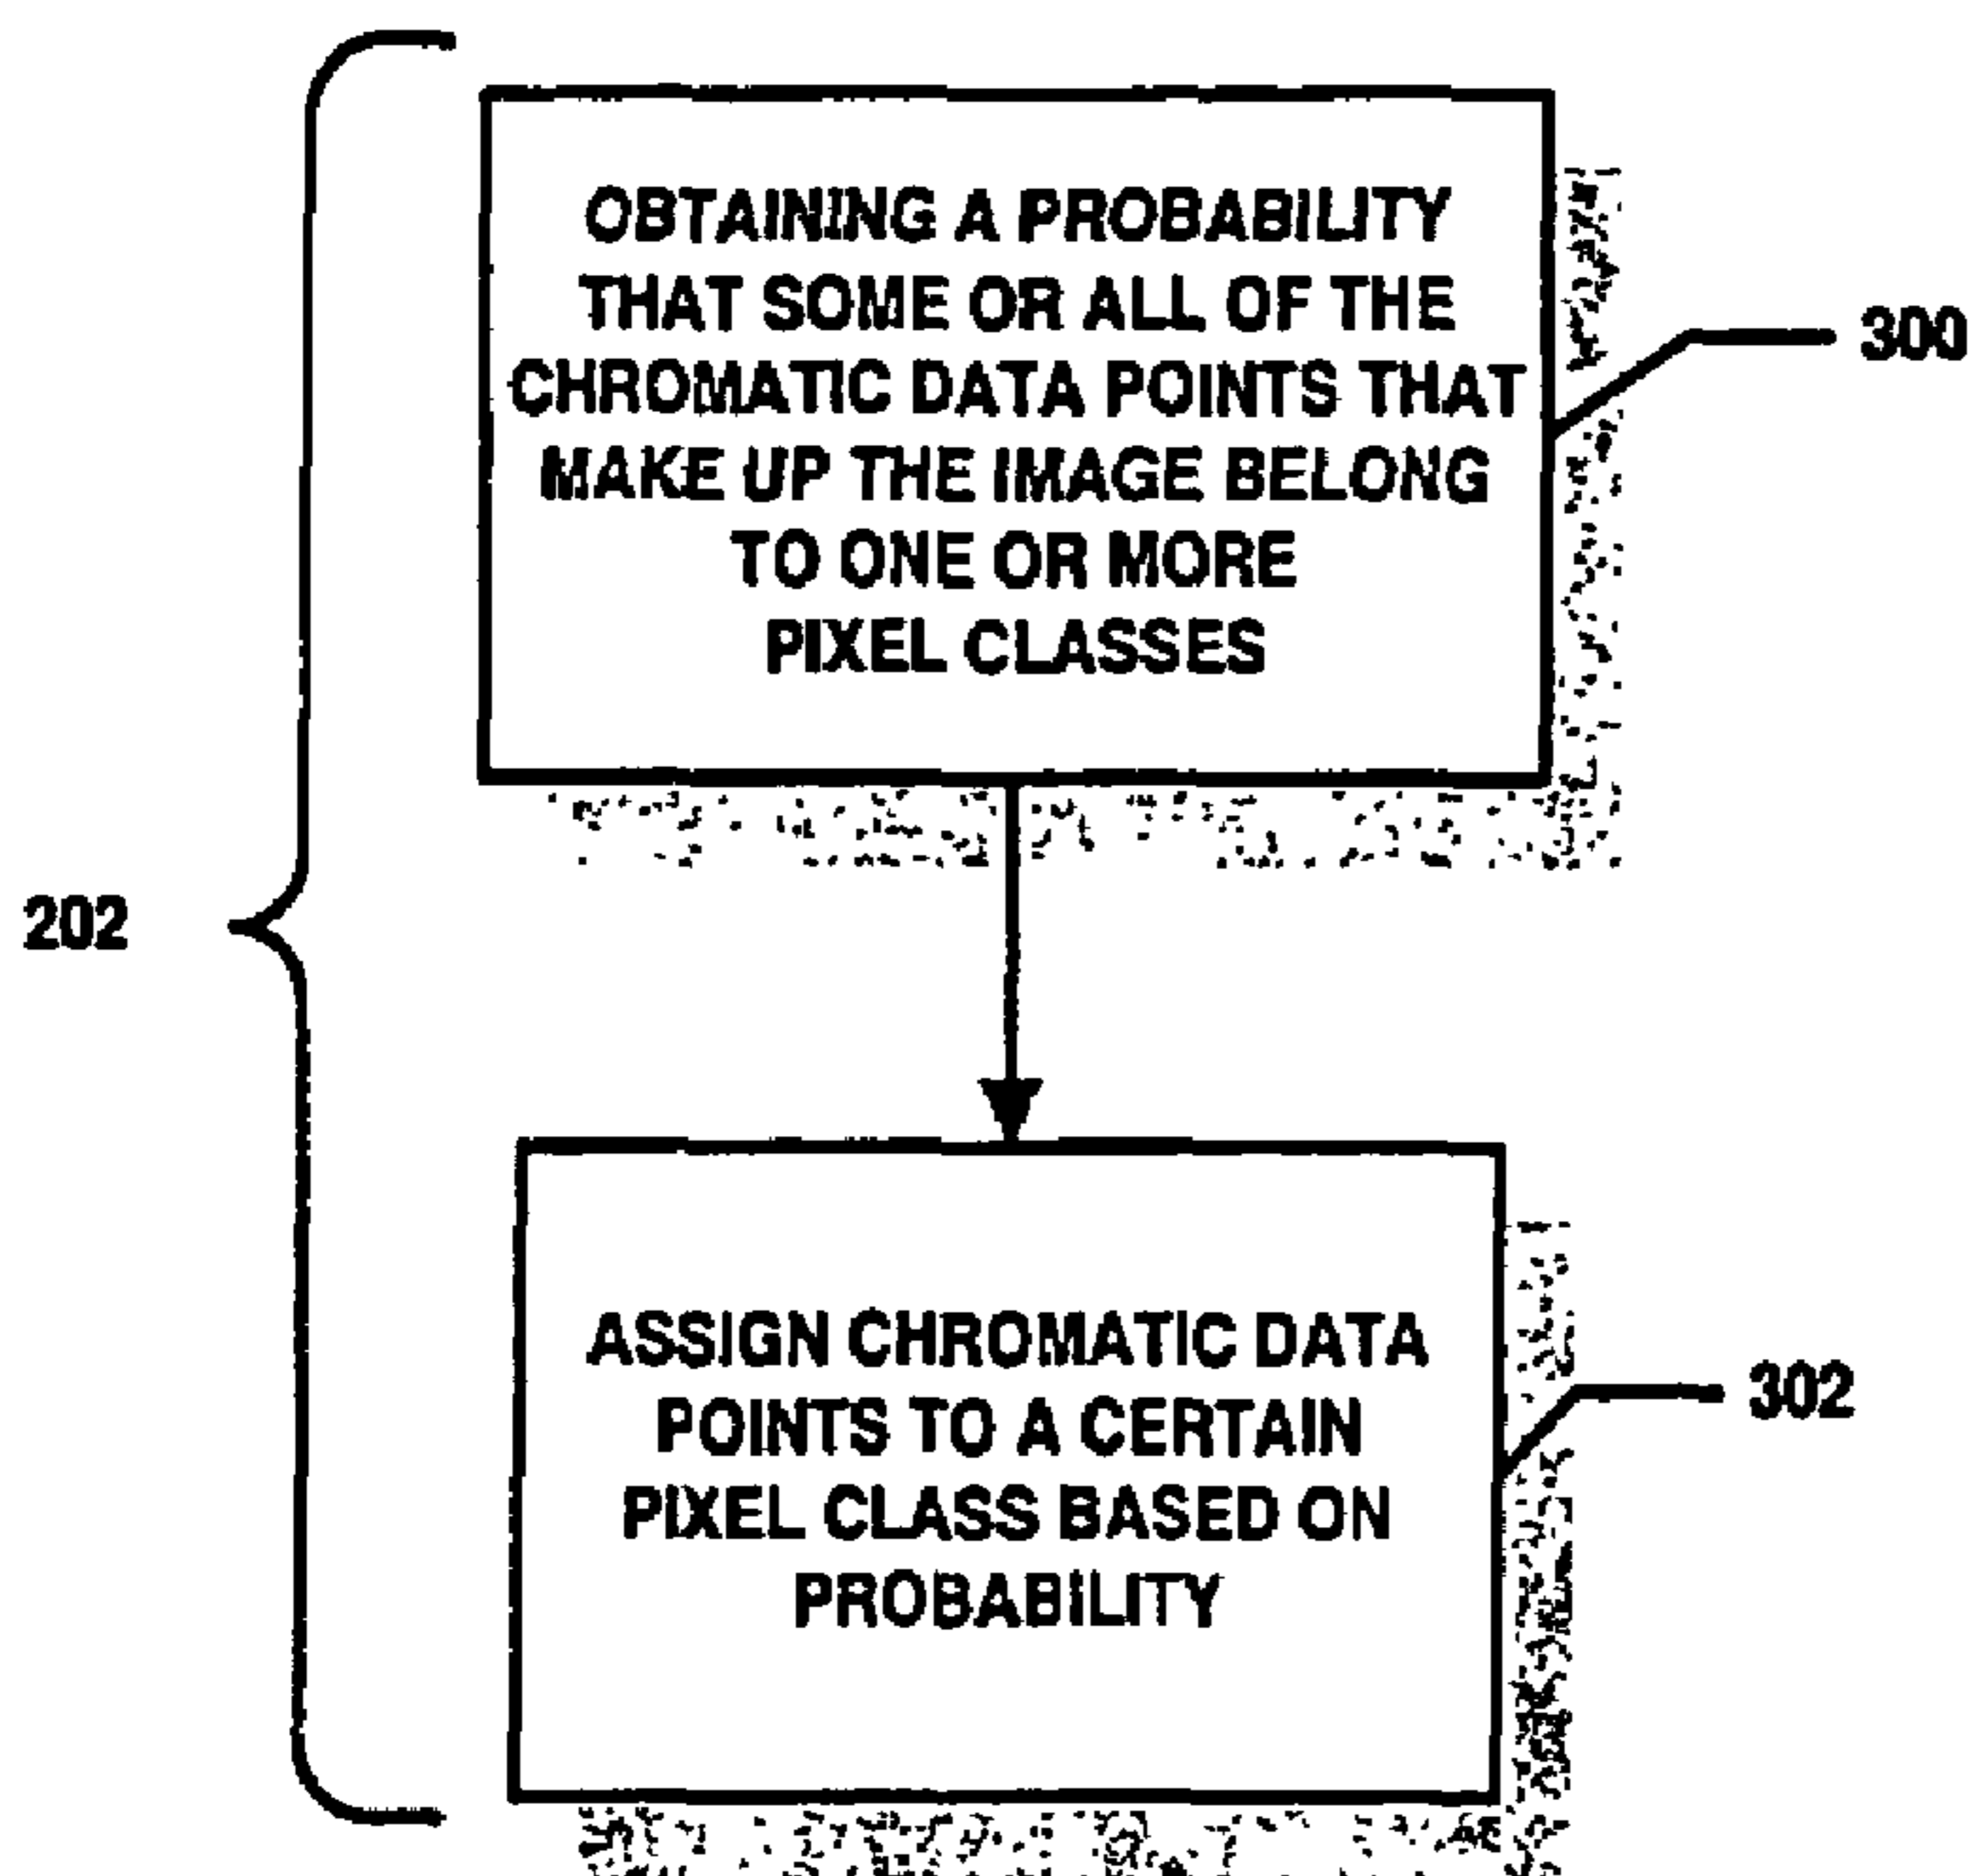 OBTAINING A PROBABILITY
THAT SOME OR ALL OF THE
CHROMATIC DATA POINTS THAT
MAKE UP THE IMAGE BELONG
TO ONE OR MORE
PIXEL CLASSES
300
202
ASSIGN CHROMATIC DATA
POINTS TO A CERTAIN
PIXEL CLASS BASED ON
PROBABILITY
302